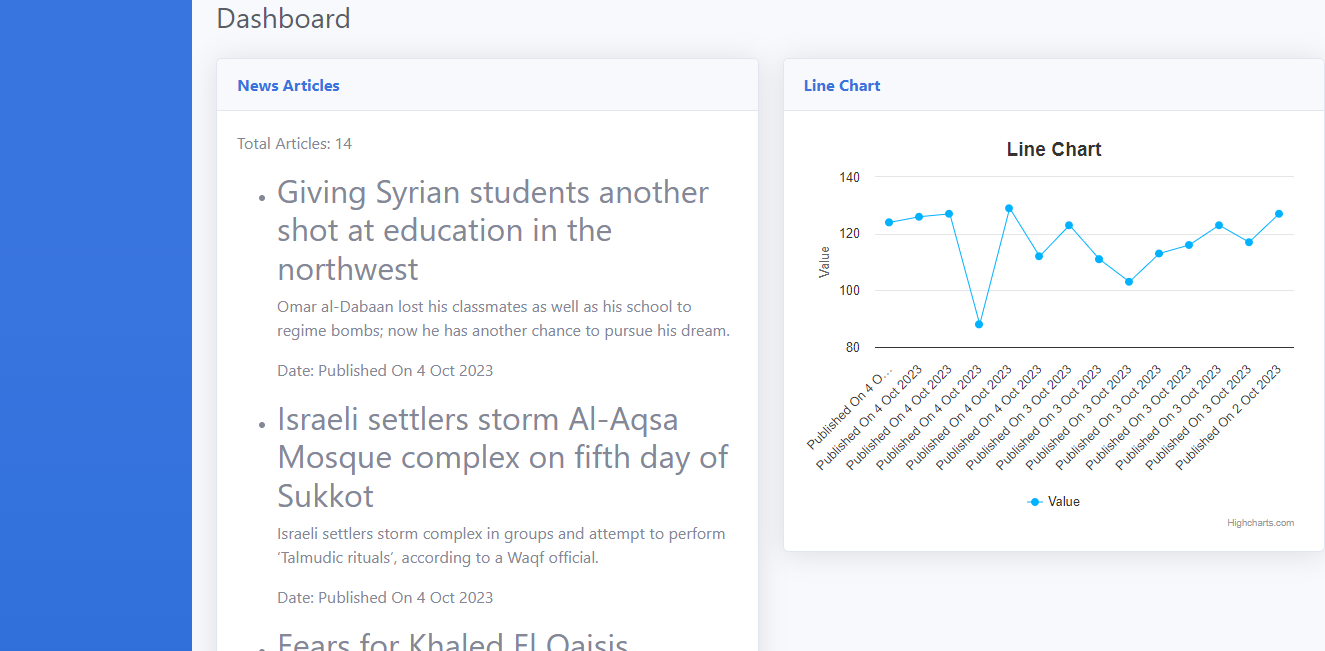 Dashboard
News Articles
Total Articles: 14
Giving Syrian students another
shot at education in the
northwest
Omar al-Dabaan lost his classmates as well as his school to
regime bombs; now he has another chance to pursue his dream.
Date: Published On 4 Oct 2023
Israeli settlers storm Al-Aqsa
Mosque complex on fifth day of
Sukkot
Israeli settlers storm complex in groups and attempt to perform
‘Talmudic rituals’, according to a Waqf official.
Date: Published On 4 Oct 2023
Fears for Khaled El Qaisis
Line Chart
Line Chart
Value
140
120
100
80
Published On 4 O…
Published On 4 Oct 2023
Published On 4 Oct 2023
Published On 4 Oct 2023
Published On 4 Oct 2023
Published On 4 Oct 2023
Published On 3 Oct 2023
Published On 3 Oct 2023
Published On 3 Oct 2023
Published On 3 Oct 2023
Published On 3 Oct 2023
Published On 3 Oct 2023
Published On 3 Oct 2023
Published On 2 Oct 2023
Value
Highcharts.com